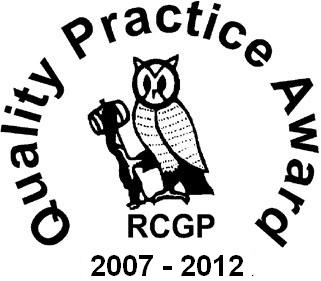 Quality Practice Award
RCGP
2007 - 2012